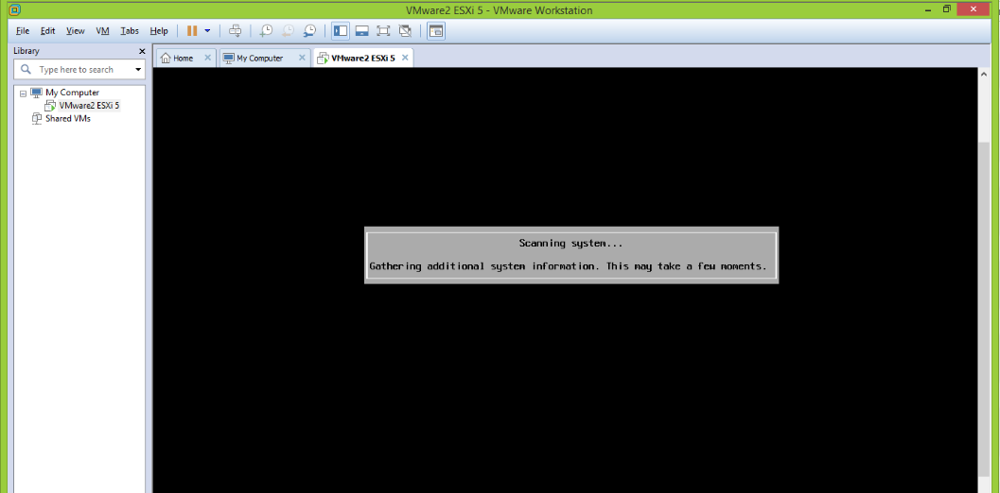 VMware2 ESXi 5 - VMware Workstation
File Edit View VM Tabs Help
Library
Type here to search
My Computer
VMware2 ESXi 5
Shared VMs
Home My Computer VMware2 ESXi 5
Scanning system...
Gathering additional system information. This may take a few moments.